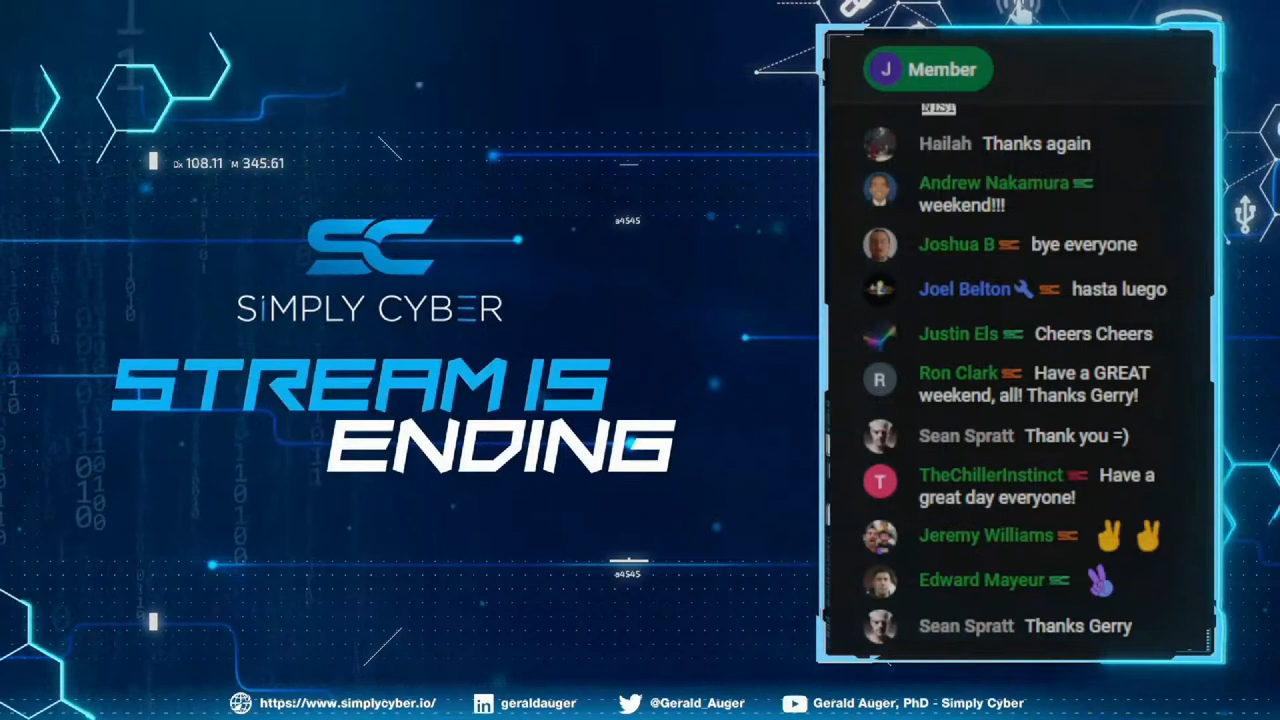 DX 108.11 M 345.61
a4545
SC
SiMPLY CYBER
STREAM IS
ENDING
a4545
J Member
NIST
Hailah Thanks again
Andrew Nakamura
weekend!!!
Joshua B bye everyone
Joel Belton hasta luego
Justin Els Cheers Cheers
R Ron Clark Have a GREAT
weekend, all! Thanks Gerry!
Sean Spratt Thank you =)
T TheChillerInstinct Have a
great day everyone!
Jeremy Williams
Edward Mayeur
Sean Spratt Thanks Gerry
https://www.simplycyber.io/ geraldauger @Gerald_Auger Gerald Auger, PhD - Simply Cyber